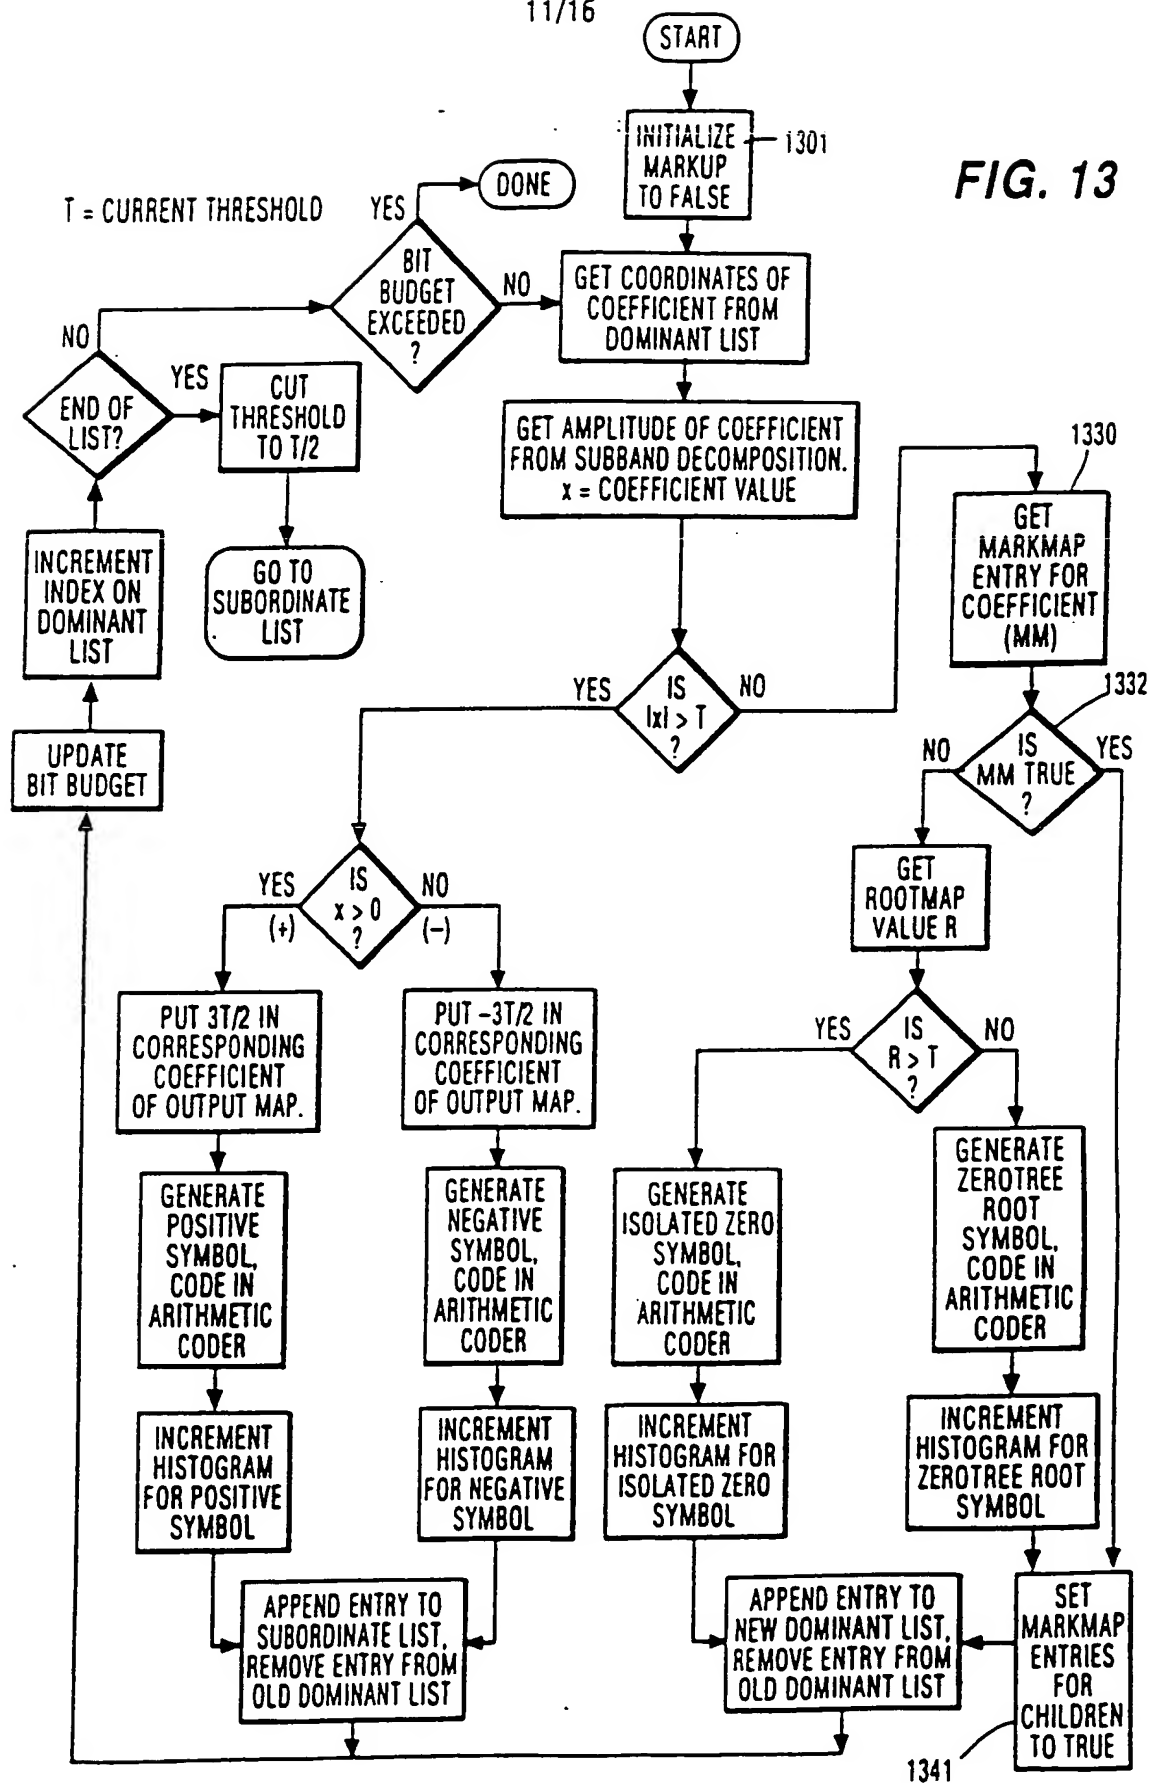 11/16
START
INITIALIZE
MARKUP
TO FALSE
1301
FIG. 13
T = CURRENT THRESHOLD
YES
DONE
BIT
BUDGET
EXCEEDED
?
NO
GET COORDINATES OF
COEFFICIENT FROM
DOMINANT LIST
NO
END OF
LIST?
YES
CUT
THRESHOLD
TO T/2
GO TO
SUBORDINATE
LIST
INCREMENT
INDEX ON
DOMINANT
LIST
UPDATE
BIT BUDGET
GET AMPLITUDE OF COEFFICIENT
FROM SUBBAND DECOMPOSITION.
x = COEFFICIENT VALUE
1330
GET
MARKMAP
ENTRY FOR
COEFFICIENT
(MM)
YES
IS
|x| > T
?
NO
1332
NO
IS
MM TRUE
?
YES
GET
ROOTMAP
VALUE R
YES
(+)
IS
x > 0
?
NO
(−)
YES
IS
R > T
?
NO
PUT 3T/2 IN
CORRESPONDING
COEFFICIENT
OF OUTPUT MAP.
PUT −3T/2 IN
CORRESPONDING
COEFFICIENT
OF OUTPUT MAP.
GENERATE
POSITIVE
SYMBOL,
CODE IN
ARITHMETIC
CODER
GENERATE
NEGATIVE
SYMBOL,
CODE IN
ARITHMETIC
CODER
GENERATE
ISOLATED ZERO
SYMBOL,
CODE IN
ARITHMETIC
CODER
GENERATE
ZEROTREE
ROOT
SYMBOL,
CODE IN
ARITHMETIC
CODER
INCREMENT
HISTOGRAM
FOR POSITIVE
SYMBOL
INCREMENT
HISTOGRAM
FOR NEGATIVE
SYMBOL
INCREMENT
HISTOGRAM FOR
ISOLATED ZERO
SYMBOL
INCREMENT
HISTOGRAM FOR
ZEROTREE ROOT
SYMBOL
APPEND ENTRY TO
SUBORDINATE LIST,
REMOVE ENTRY FROM
OLD DOMINANT LIST
APPEND ENTRY TO
NEW DOMINANT LIST,
REMOVE ENTRY FROM
OLD DOMINANT LIST
SET
MARKMAP
ENTRIES
FOR
CHILDREN
TO TRUE
1341